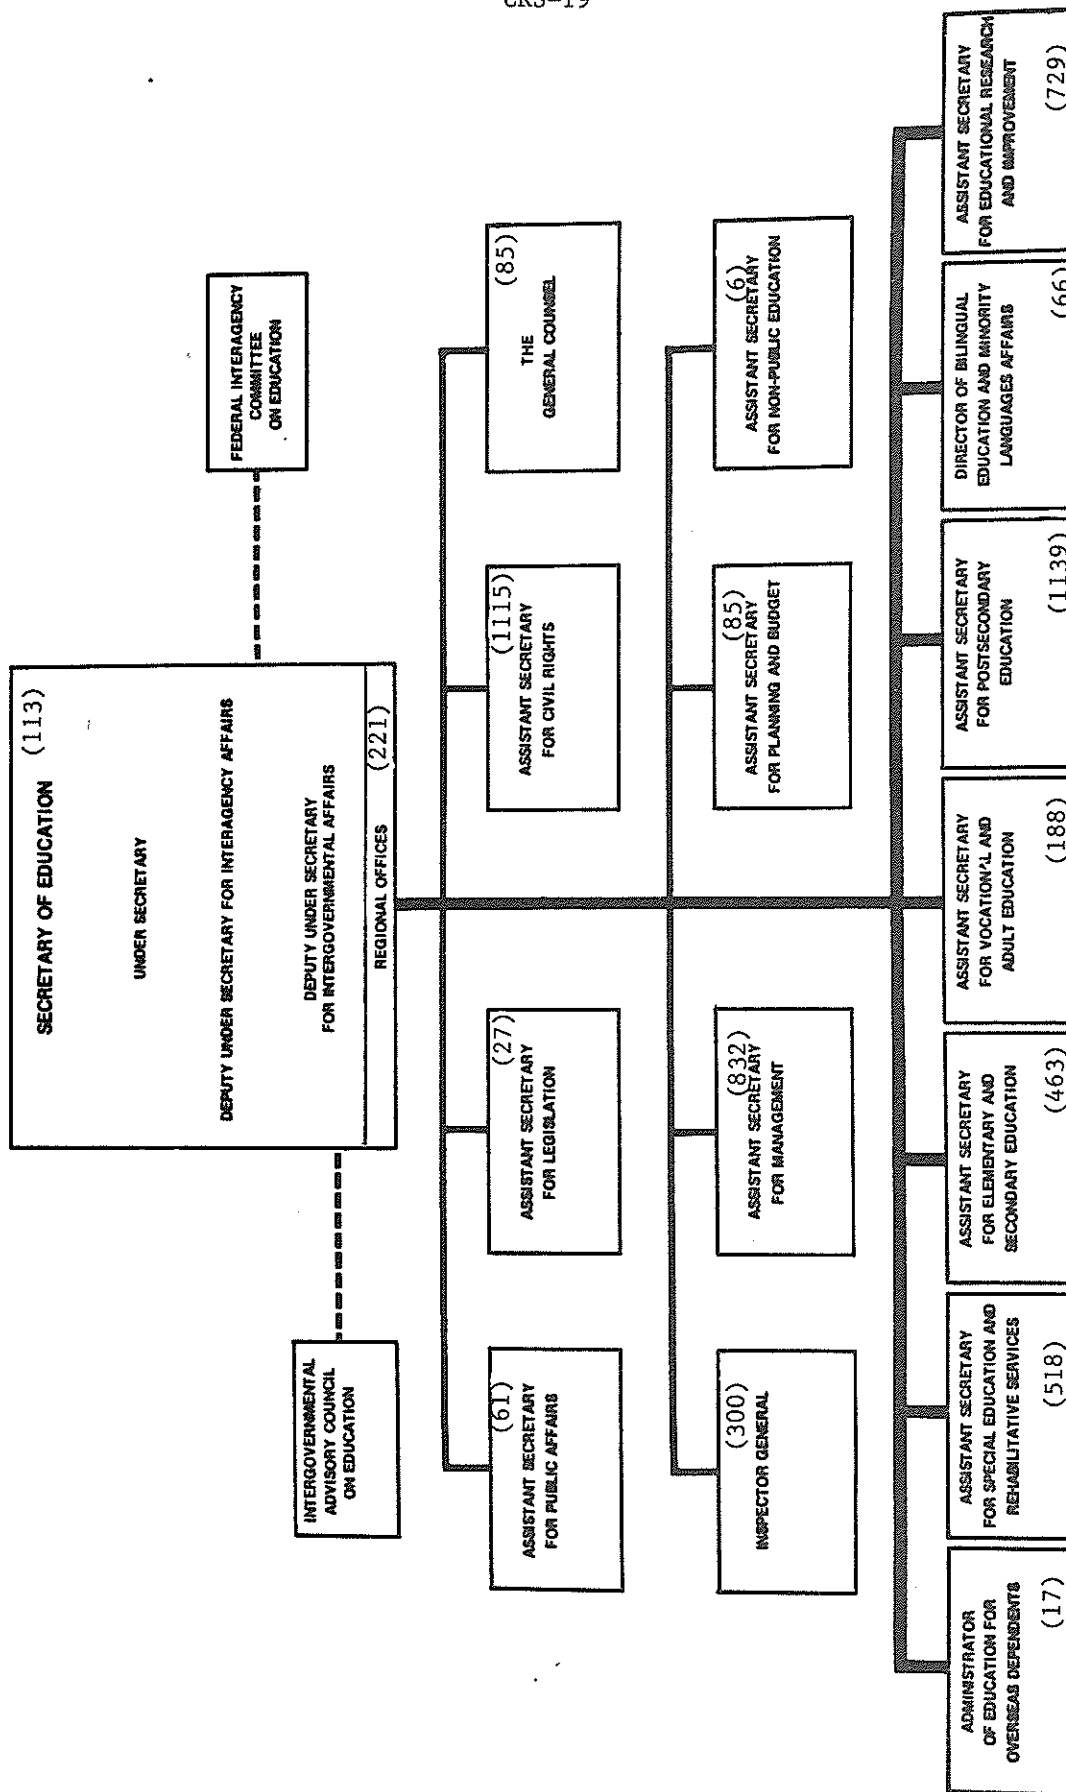 CRS-19
SECRETARY OF EDUCATION (113)
UNDER SECRETARY
DEPUTY UNDER SECRETARY FOR INTERAGENCY AFFAIRS
DEPUTY UNDER SECRETARY
FOR INTERGOVERNMENTAL AFFAIRS
REGIONAL OFFICES (221)
INTERGOVERNMENTAL
ADVISORY COUNCIL
ON EDUCATION
FEDERAL INTERAGENCY
COMMITTEE
ON EDUCATION
(61)
ASSISTANT SECRETARY
FOR PUBLIC AFFAIRS
(27)
ASSISTANT SECRETARY
FOR LEGISLATION
(1115)
ASSISTANT SECRETARY
FOR CIVIL RIGHTS
(85)
THE
GENERAL COUNSEL
(300)
INSPECTOR GENERAL
(832)
ASSISTANT SECRETARY
FOR MANAGEMENT
(85)
ASSISTANT SECRETARY
FOR PLANNING AND BUDGET
(6)
ASSISTANT SECRETARY
FOR NON-PUBLIC EDUCATION
ADMINISTRATOR
OF EDUCATION FOR
OVERSEAS DEPENDENTS
(17)
ASSISTANT SECRETARY
FOR SPECIAL EDUCATION AND
REHABILITATIVE SERVICES
(518)
ASSISTANT SECRETARY
FOR ELEMENTARY AND
SECONDARY EDUCATION
(463)
ASSISTANT SECRETARY
FOR VOCATIONAL AND
ADULT EDUCATION
(188)
ASSISTANT SECRETARY
FOR POSTSECONDARY
EDUCATION
(1139)
DIRECTOR OF BILINGUAL
EDUCATION AND MINORITY
LANGUAGES AFFAIRS
(66)
ASSISTANT SECRETARY
FOR EDUCATIONAL RESEARCH
AND IMPROVEMENT
(729)